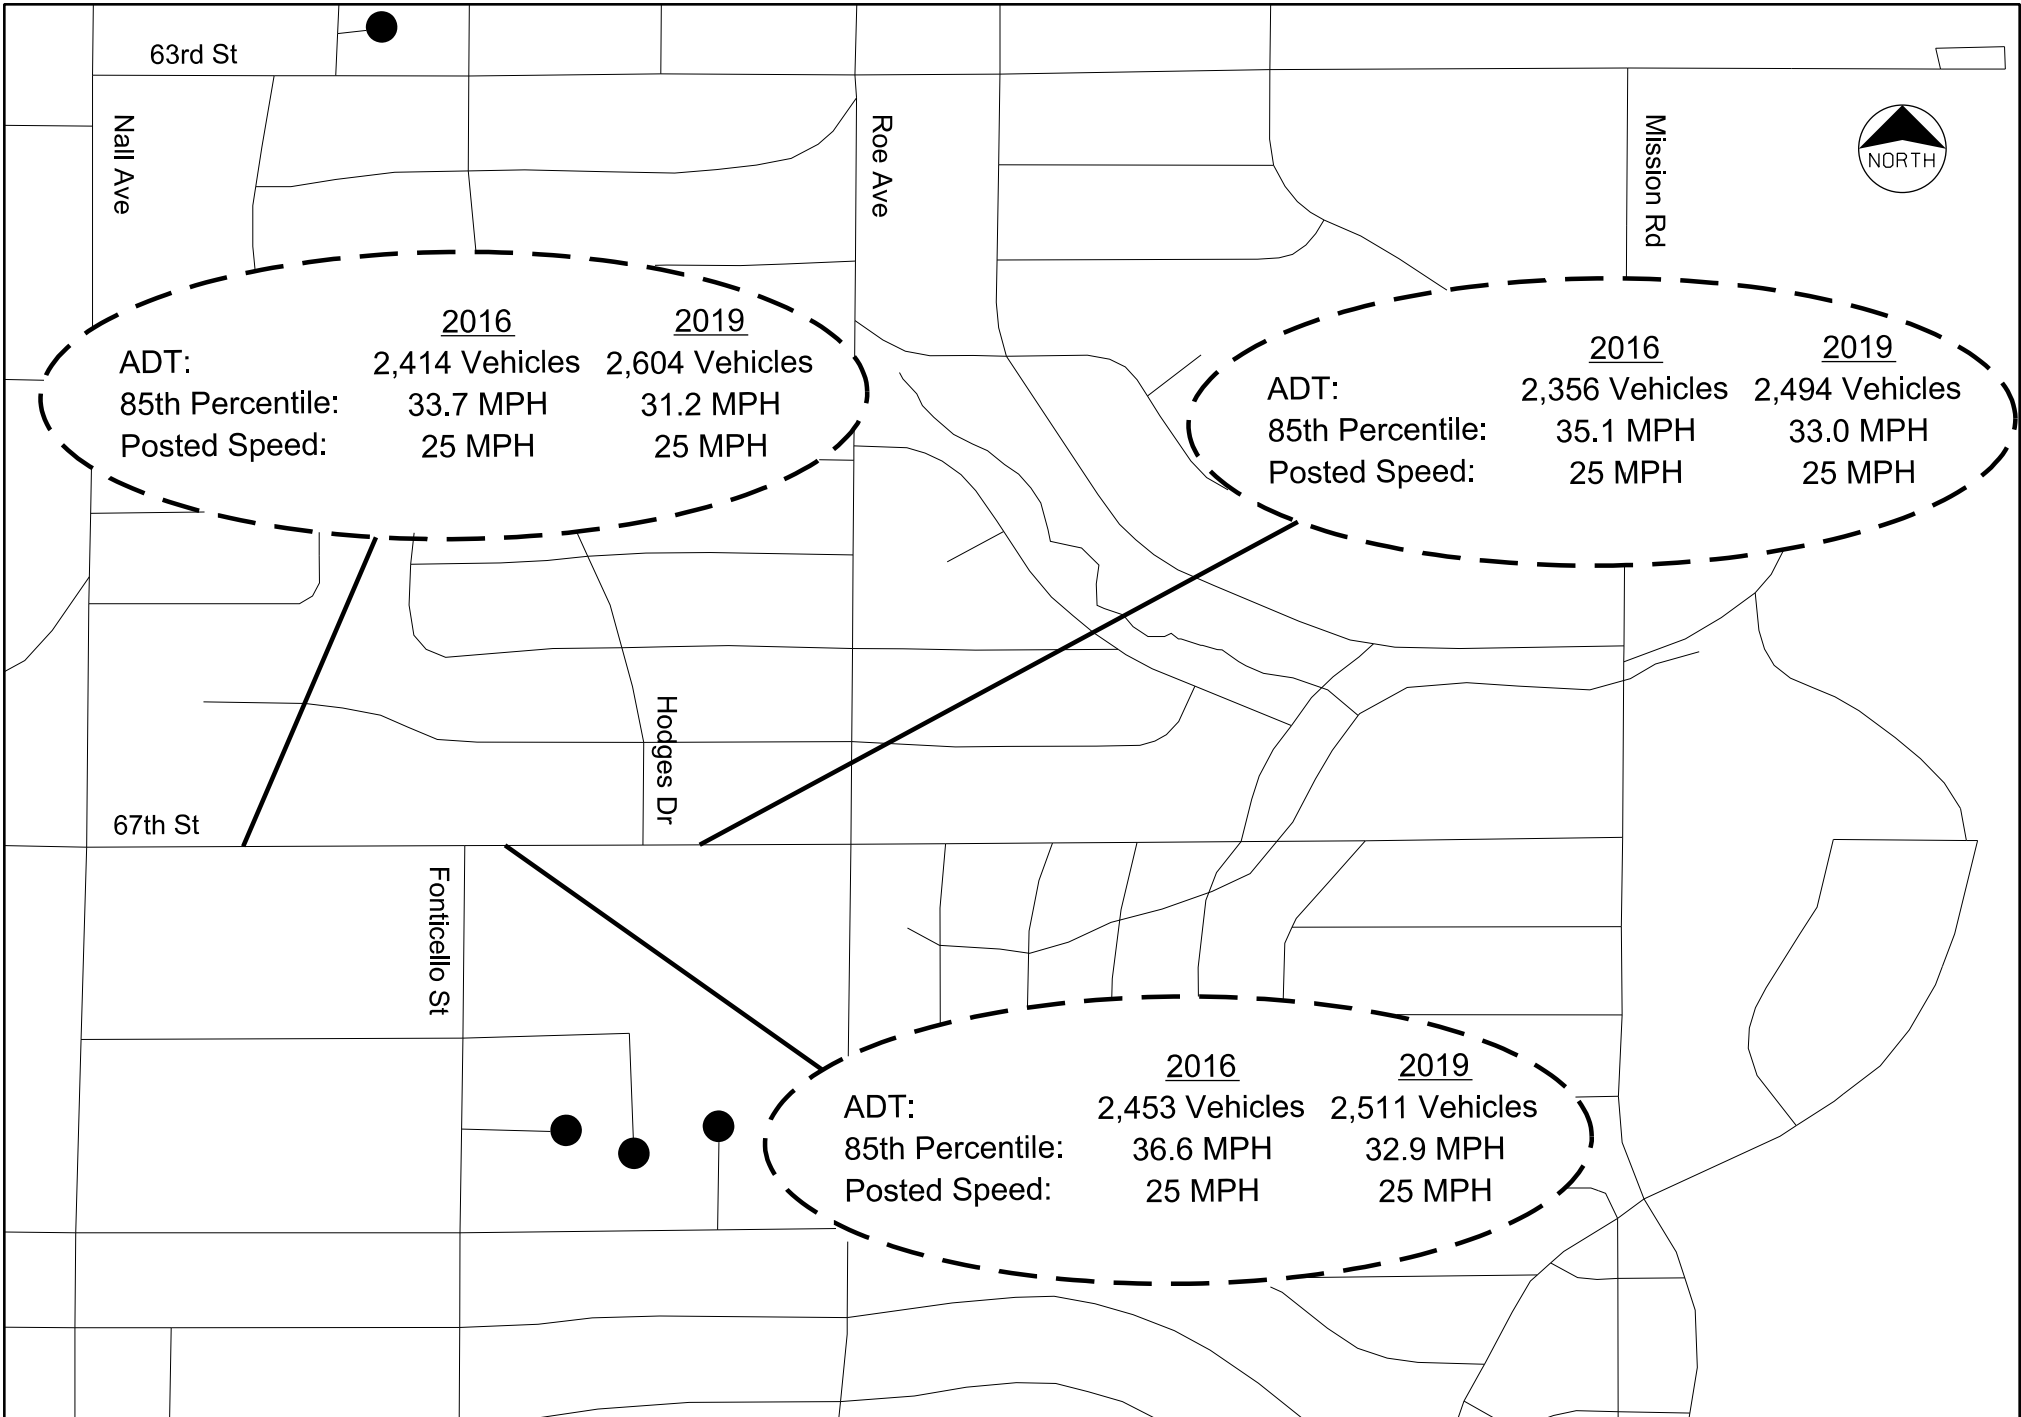 63rd St
Nall Ave
Roe Ave
Mission Rd
NORTH
2016 2019
ADT: 2,414 Vehicles 2,604 Vehicles
85th Percentile: 33.7 MPH 31.2 MPH
Posted Speed: 25 MPH 25 MPH
2016 2019
ADT: 2,356 Vehicles 2,494 Vehicles
85th Percentile: 35.1 MPH 33.0 MPH
Posted Speed: 25 MPH 25 MPH
Hodges Dr
67th St
Fonticello St
2016 2019
ADT: 2,453 Vehicles 2,511 Vehicles
85th Percentile: 36.6 MPH 32.9 MPH
Posted Speed: 25 MPH 25 MPH